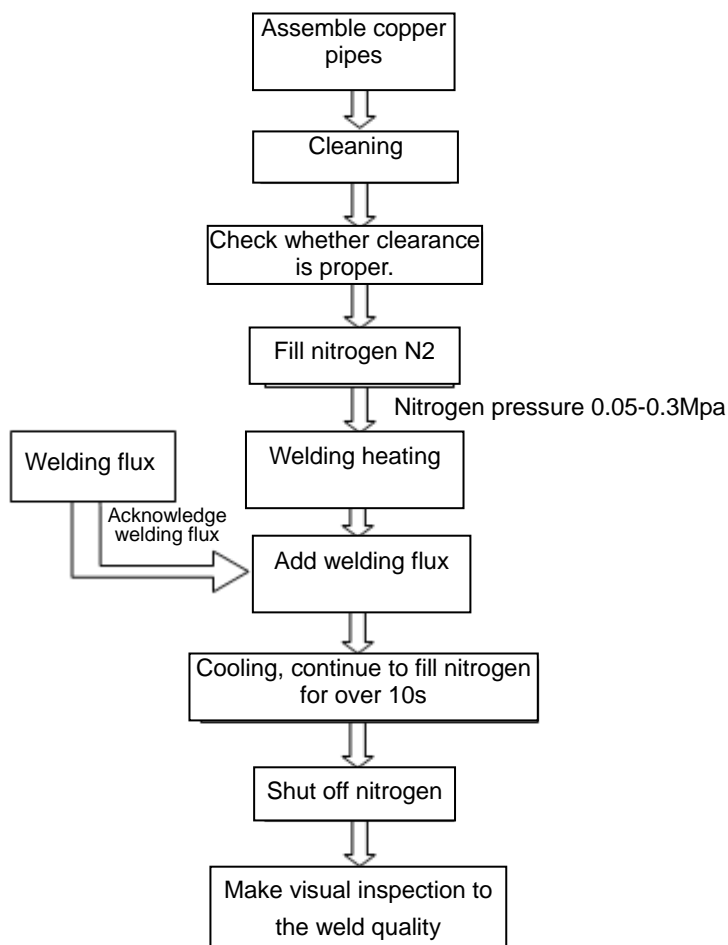 Assemble copper
pipes
Cleaning
Check whether clearance
is proper.
Fill nitrogen N2
Nitrogen pressure 0.05-0.3Mpa
Welding flux
Welding heating
Acknowledge
welding flux
Add welding flux
Cooling, continue to fill nitrogen
for over 10s
Shut off nitrogen
Make visual inspection to
the weld quality